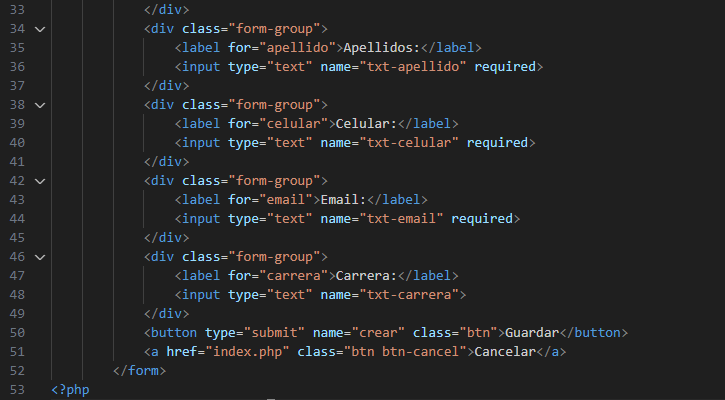 33 </div>
34 <div class="form-group">
35 <label for="apellido">Apellidos:</label>
36 <input type="text" name="txt-apellido" required>
37 </div>
38 <div class="form-group">
39 <label for="celular">Celular:</label>
40 <input type="text" name="txt-celular" required>
41 </div>
42 <div class="form-group">
43 <label for="email">Email:</label>
44 <input type="text" name="txt-email" required>
45 </div>
46 <div class="form-group">
47 <label for="carrera">Carrera:</label>
48 <input type="text" name="txt-carrera">
49 </div>
50 <button type="submit" name="crear" class="btn">Guardar</button>
51 <a href="index.php" class="btn btn-cancel">Cancelar</a>
52 </form>
53 <?php